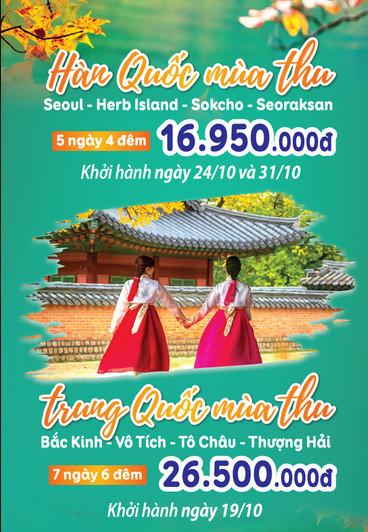 Hàn Quốc mùa thu
Seoul - Herb Island - Sokcho - Seoraksan
5 ngày 4 đêm 16.950.000đ
Khởi hành ngày 24/10 và 31/10
trung Quốc mùa thu
Bắc Kinh - Vô Tích - Tô Châu - Thượng Hải
7 ngày 6 đêm 26.500.000đ
Khởi hành ngày 19/10